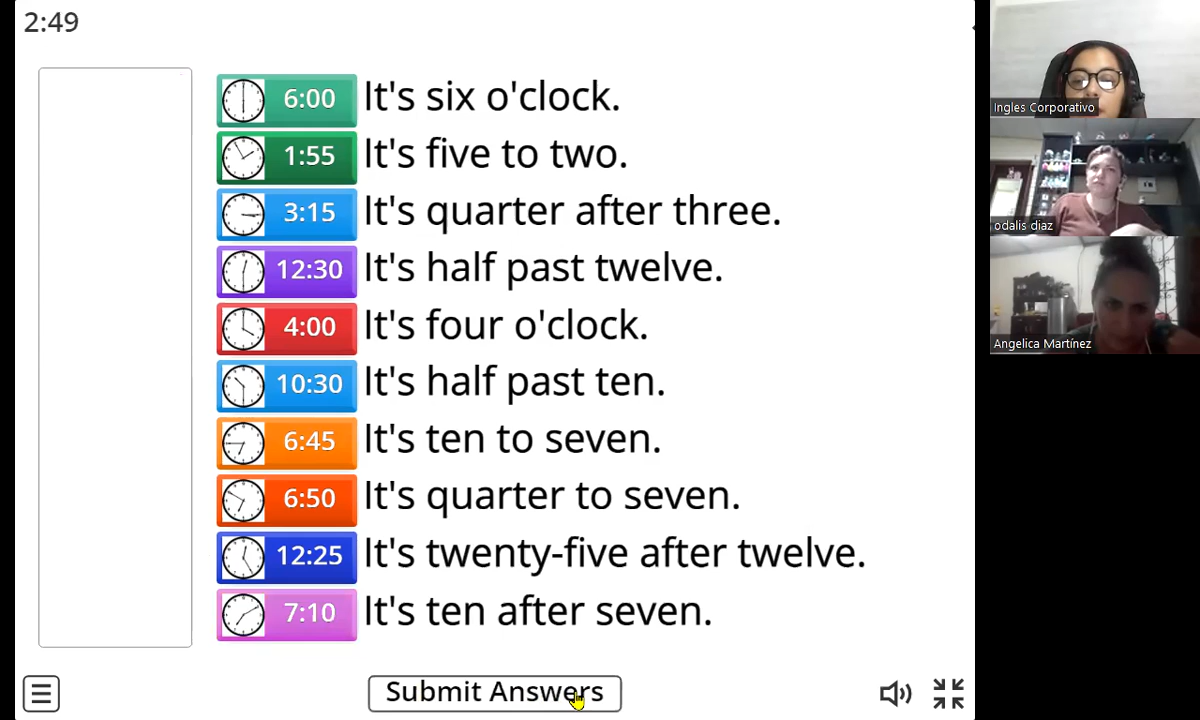 2:49
6:00 It's six o'clock.
1:55 It's five to two.
3:15 It's quarter after three.
12:30 It's half past twelve.
4:00 It's four o'clock.
10:30 It's half past ten.
6:45 It's ten to seven.
6:50 It's quarter to seven.
12:25 It's twenty-five after twelve.
7:10 It's ten after seven.
Submit Answers
Ingles Corporativo
odalis diaz
Angelica Martínez